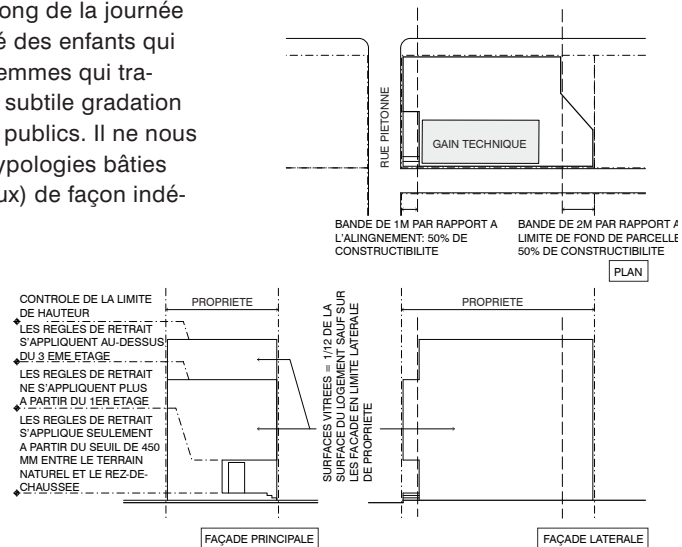 ong de la journée
é des enfants qui
emmes qui tra-
subtile gradation
publics. Il ne nous
ypologies bâties
ux) de façon indé-
RUE PIETONNE
GAIN TECHNIQUE
BANDE DE 1M PAR RAPPORT A
L'ALINGNEMENT: 50% DE
CONSTRUCTIBILITE
BANDE DE 2M PAR RAPPORT A
LIMITE DE FOND DE PARCELLE
50% DE CONSTRUCTIBILITE
PLAN
CONTROLE DE LA LIMITE
DE HAUTEUR
LES REGLES DE RETRAIT
S'APPLIQUENT AU-DESSUS
DU 3 EME ETAGE
LES REGLES DE RETRAIT
NE S'APPLIQUENT PLUS
A PARTIR DU 1ER ETAGE
LES REGLES DE RETRAIT
S'APPLIQUE SEULEMENT
A PARTIR DU SEUIL DE 450
MM ENTRE LE TERRAIN
NATUREL ET LE REZ-DE-
CHAUSSEE
PROPRIETE
SURFACES VITREES = 1/12 DE LA
SURFACE DU LOGEMENT SAUF SUR
LES FACADE EN LIMITE LATERALE
DE PROPRIETE
PROPRIETE
FAÇADE PRINCIPALE
FAÇADE LATERALE